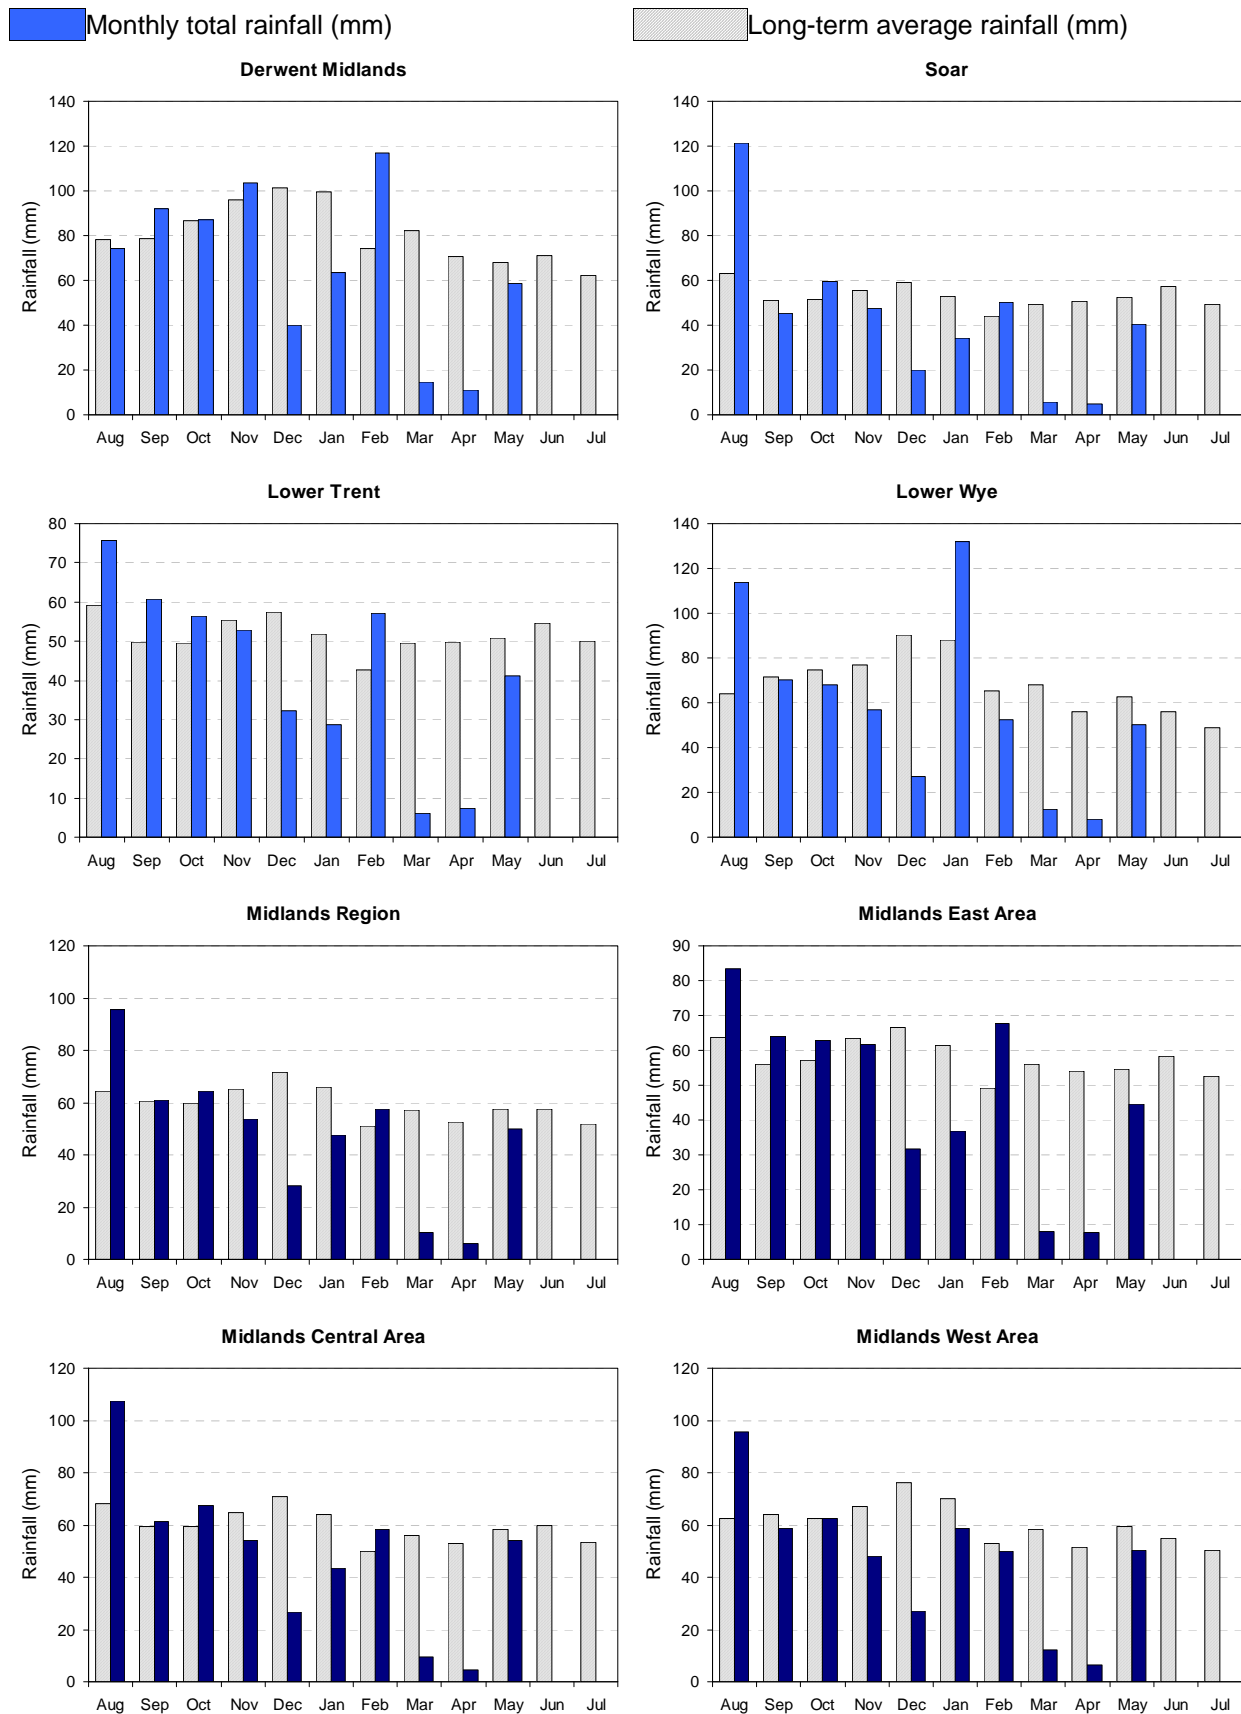 Monthly total rainfall (mm)
Long-term average rainfall (mm)
Derwent Midlands
140
120
100
80
60
40
20
0
Rainfall (mm)
Aug Sep Oct Nov Dec Jan Feb Mar Apr May Jun Jul
Soar
140
120
100
80
60
40
20
0
Rainfall (mm)
Aug Sep Oct Nov Dec Jan Feb Mar Apr May Jun Jul
Lower Trent
80
70
60
50
40
30
20
10
0
Rainfall (mm)
Aug Sep Oct Nov Dec Jan Feb Mar Apr May Jun Jul
Lower Wye
140
120
100
80
60
40
20
0
Rainfall (mm)
Aug Sep Oct Nov Dec Jan Feb Mar Apr May Jun Jul
Midlands Region
120
100
80
60
40
20
0
Rainfall (mm)
Aug Sep Oct Nov Dec Jan Feb Mar Apr May Jun Jul
Midlands East Area
90
80
70
60
50
40
30
20
10
0
Rainfall (mm)
Aug Sep Oct Nov Dec Jan Feb Mar Apr May Jun Jul
Midlands Central Area
120
100
80
60
40
20
0
Rainfall (mm)
Aug Sep Oct Nov Dec Jan Feb Mar Apr May Jun Jul
Midlands West Area
120
100
80
60
40
20
0
Rainfall (mm)
Aug Sep Oct Nov Dec Jan Feb Mar Apr May Jun Jul